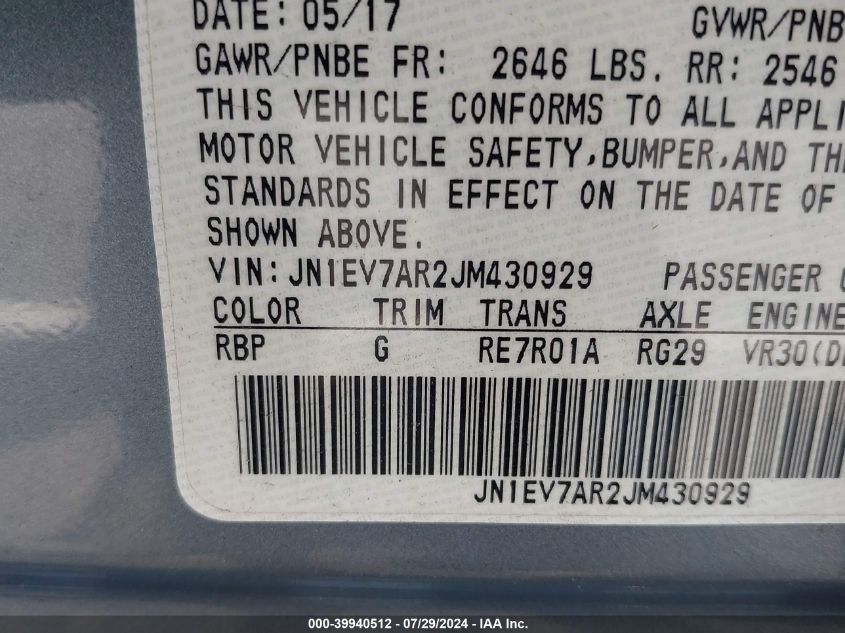 DATE: 05/17 GVWR/PNB
GAWR/PNBE FR: 2646 LBS. RR: 2546
THIS VEHICLE CONFORMS TO ALL APPLI
MOTOR VEHICLE SAFETY,BUMPER,AND TH
STANDARDS IN EFFECT ON THE DATE OF
SHOWN ABOVE.
VIN: JN1EV7AR2JM430929 PASSENGER
COLOR TRIM TRANS AXLE ENGINE
RBP G RE7R01A RG29 VR30(D
JN1EV7AR2JM430929
000-39940512 - 07/29/2024 - IAA Inc.